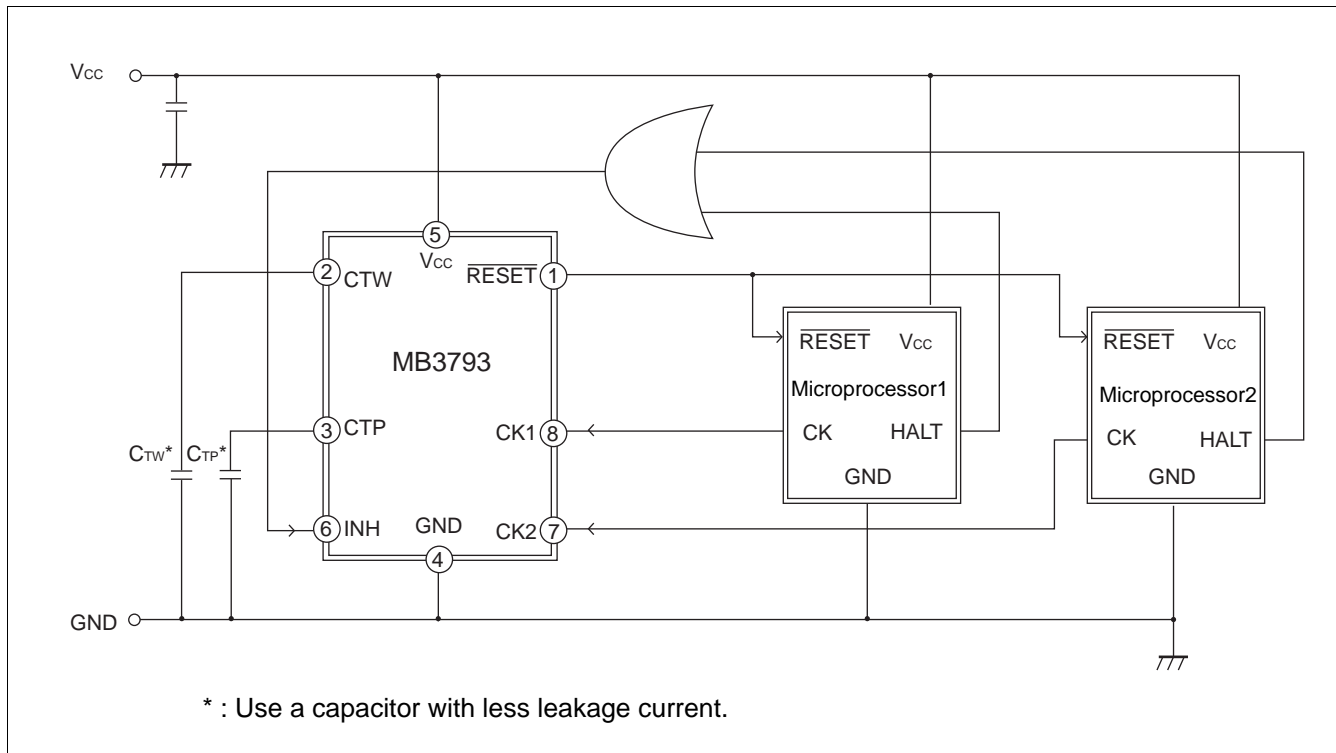 VCC
5
VCC
2
CTW
RESET
1
RESET VCC
RESET VCC
MB3793
Microprocessor1
Microprocessor2
3
CTP
CK1
8
CK HALT
CK HALT
CTW* CTP*
GND
GND
6
INH
GND
CK2
7
4
GND
* : Use a capacitor with less leakage current.